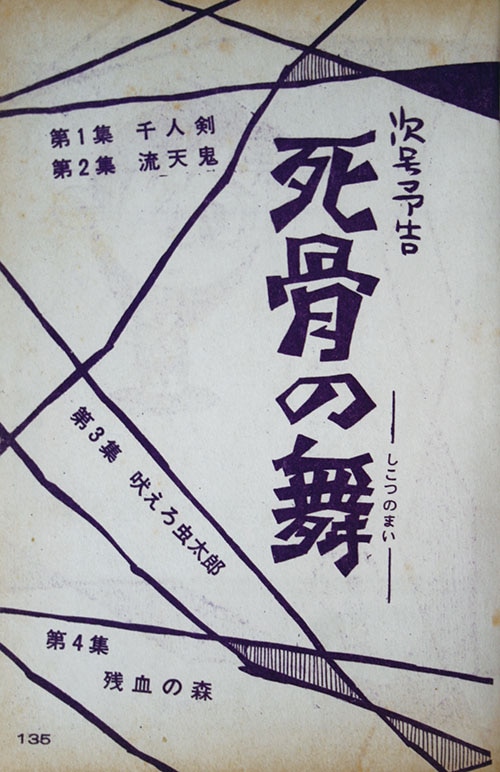 次号予告
死骨の舞
しこつのまい
第1集 千人剣
第2集 流天鬼
第3集 吠えろ虫太郎
第4集
残血の森
135